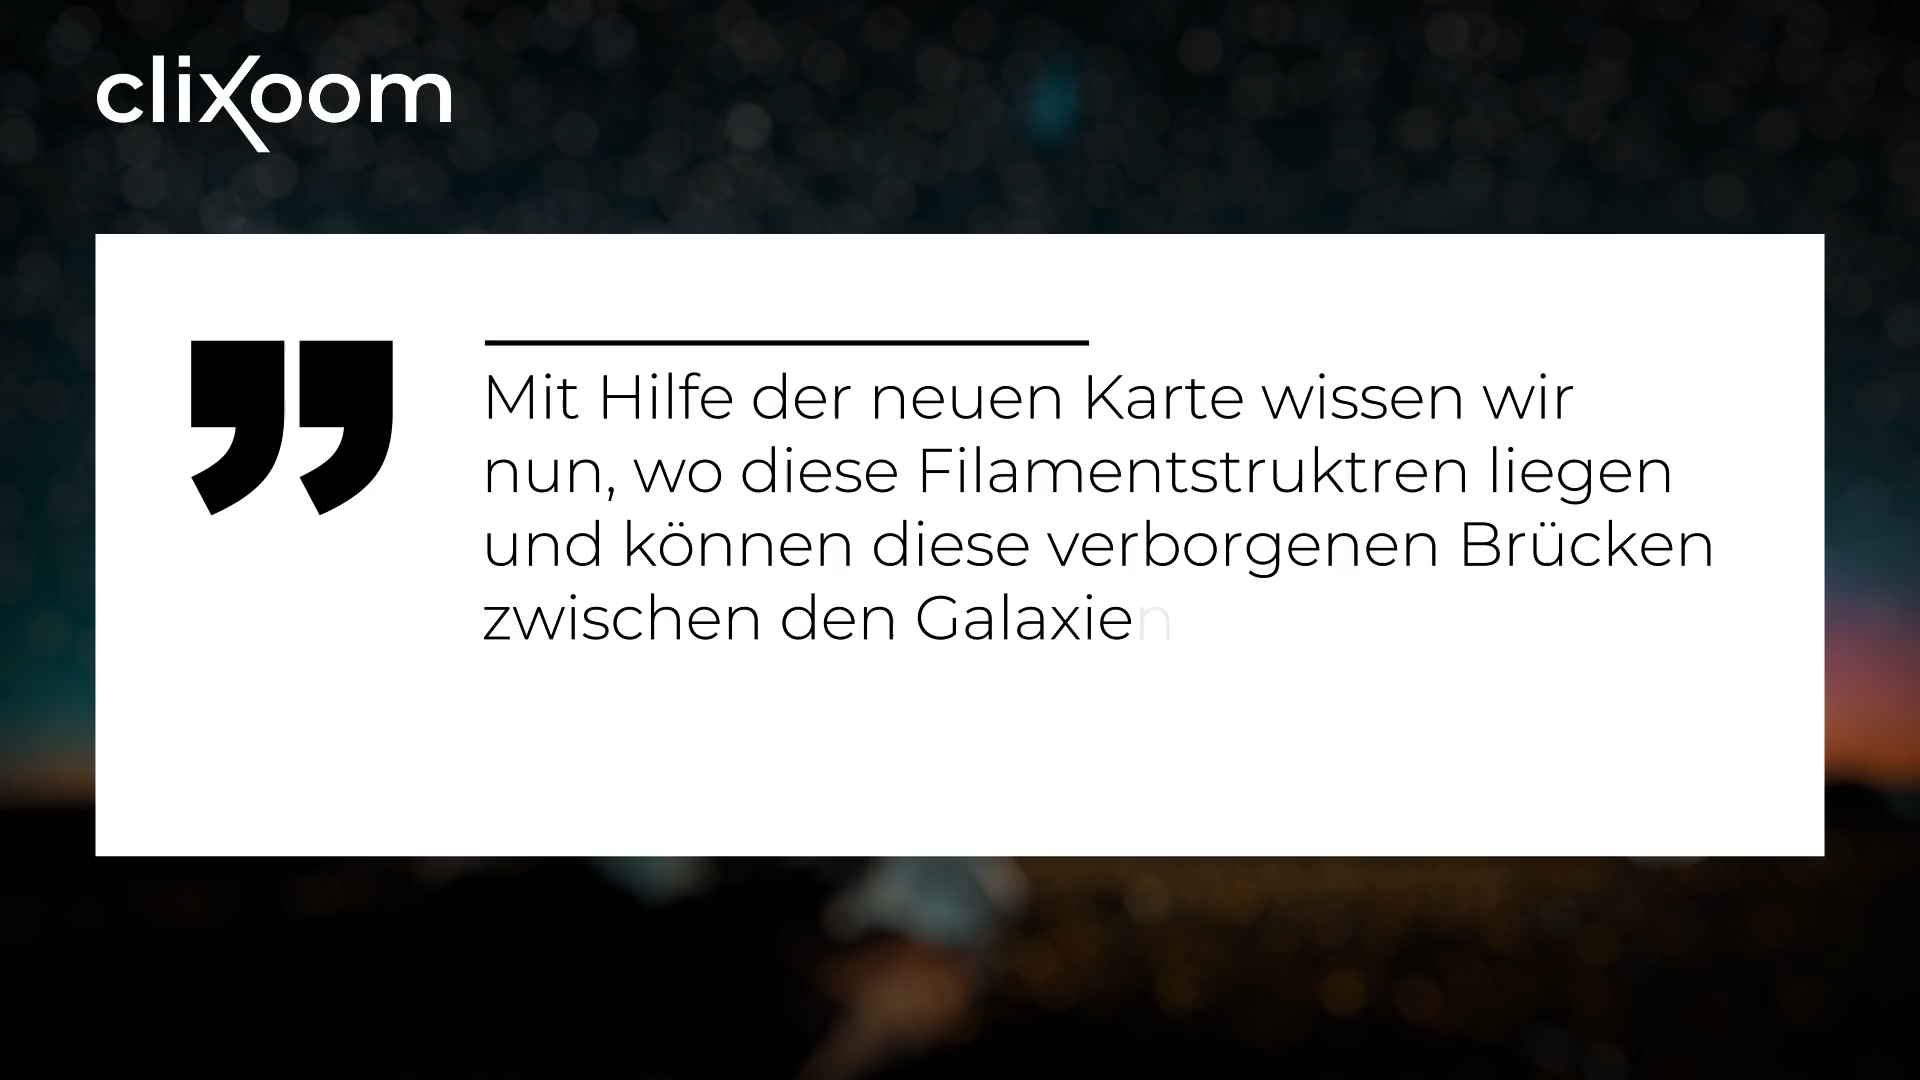 clixoom
”
Mit Hilfe der neuen Karte wissen wir
nun, wo diese Filamentstruktren liegen
und können diese verborgenen Brücken
zwischen den Galaxien